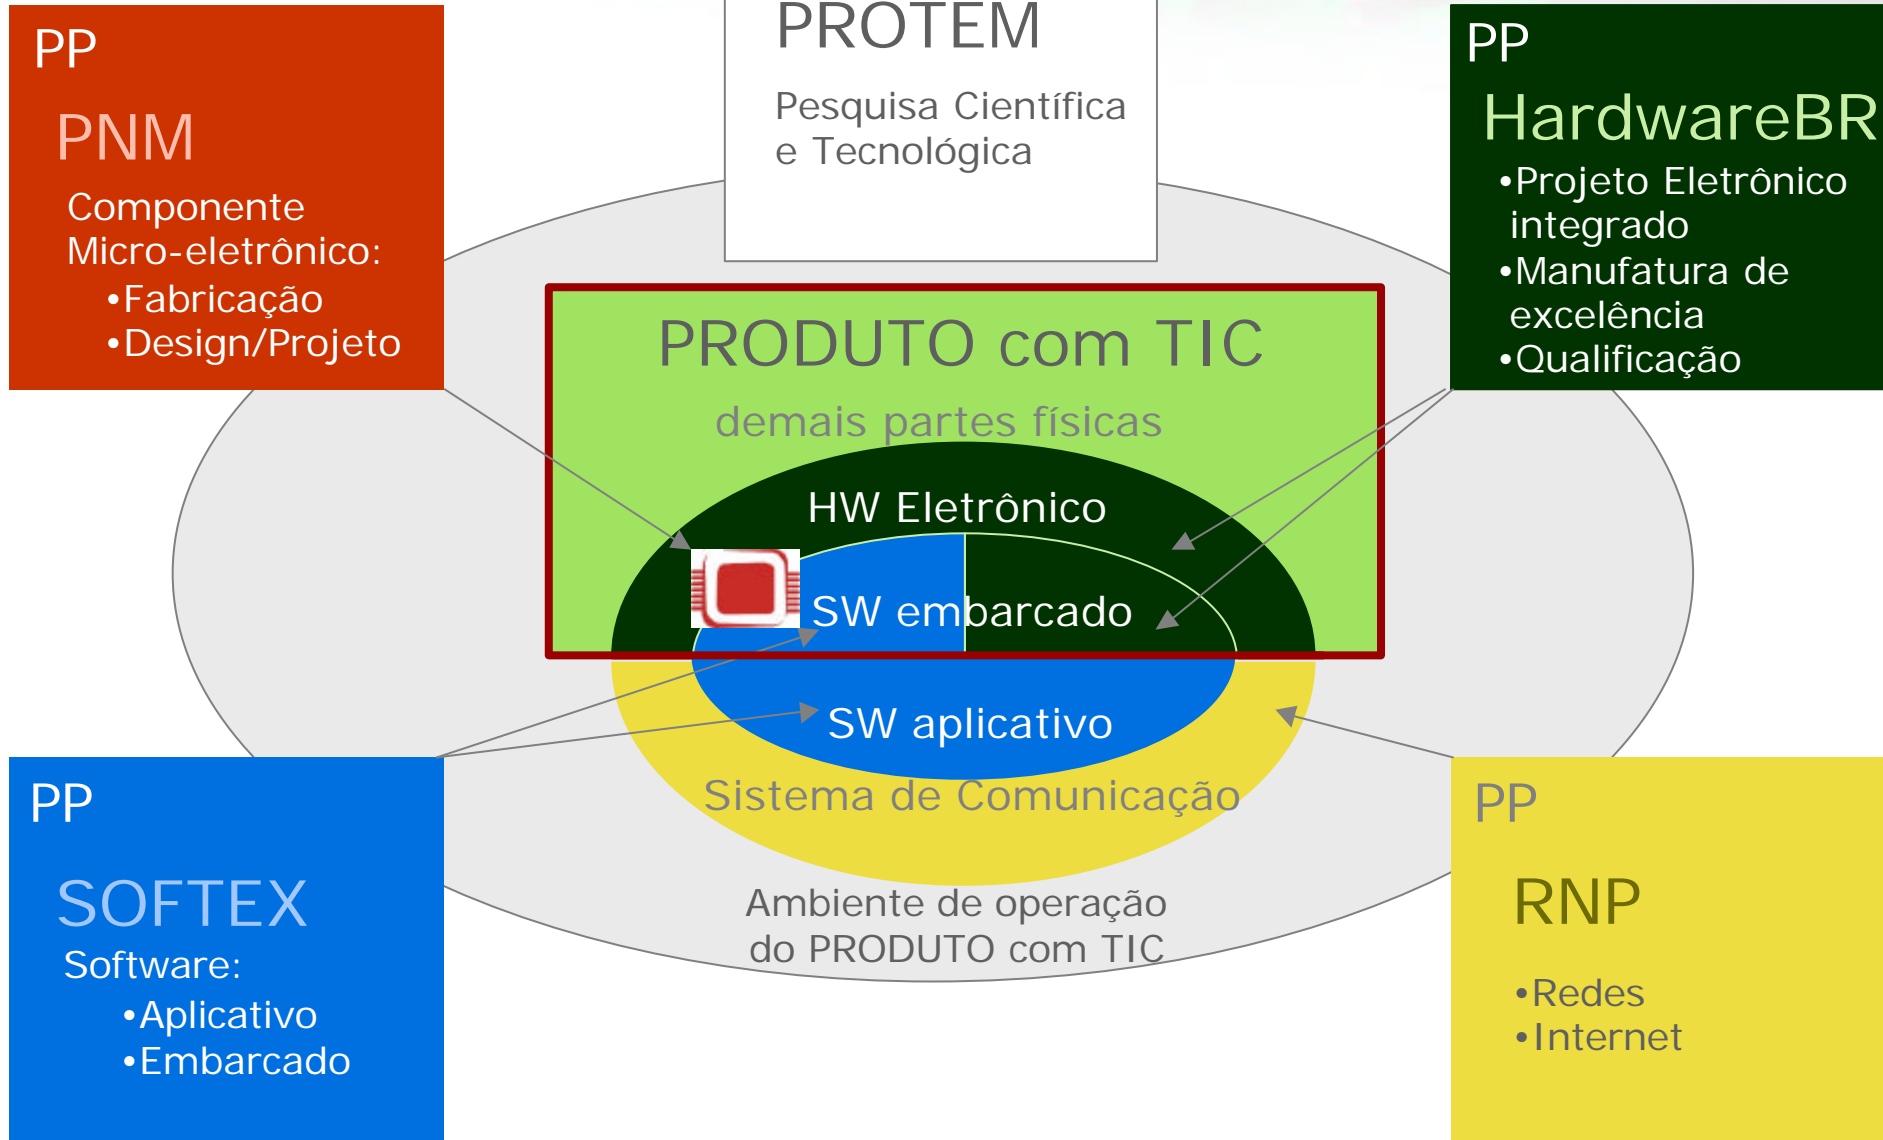 PP
PNM
Componente
Micro-eletrônico:
•Fabricação
•Design/Projeto
PROTEM
Pesquisa Científica
e Tecnológica
PP
HardwareBR
•Projeto Eletrônico
integrado
•Manufatura de
excelência
•Qualificação
PRODUTO com TIC
demais partes físicas
HW Eletrônico
SW embarcado
SW aplicativo
Sistema de Comunicação
Ambiente de operação
do PRODUTO com TIC
PP
SOFTEX
Software:
•Aplicativo
•Embarcado
PP
RNP
•Redes
•Internet